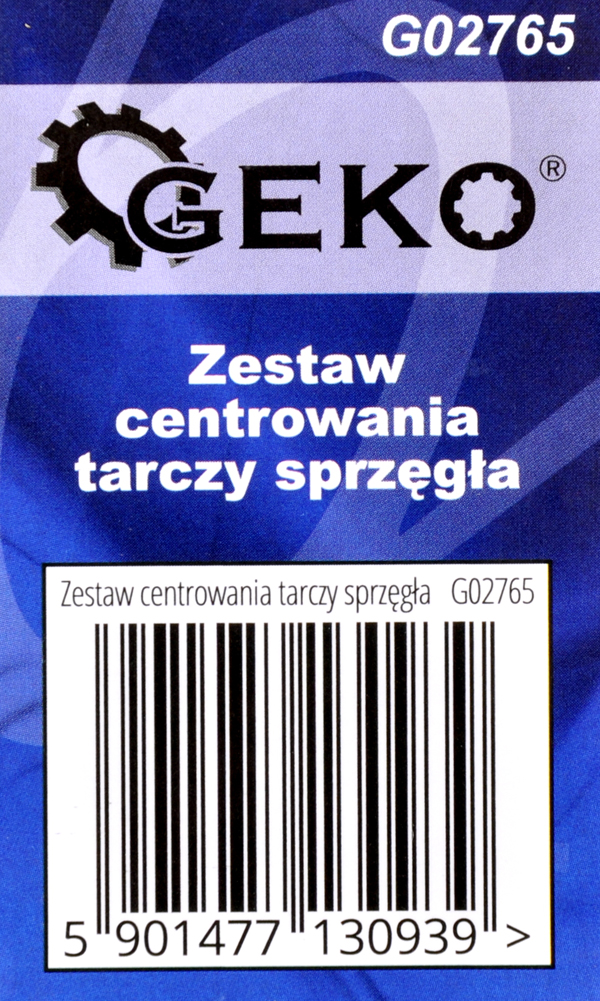 G02765
GEKO®
Zestaw
centrowania
tarczy sprzęgła
Zestaw centrowania tarczy sprzęgła G02765
5 901477 130939 >